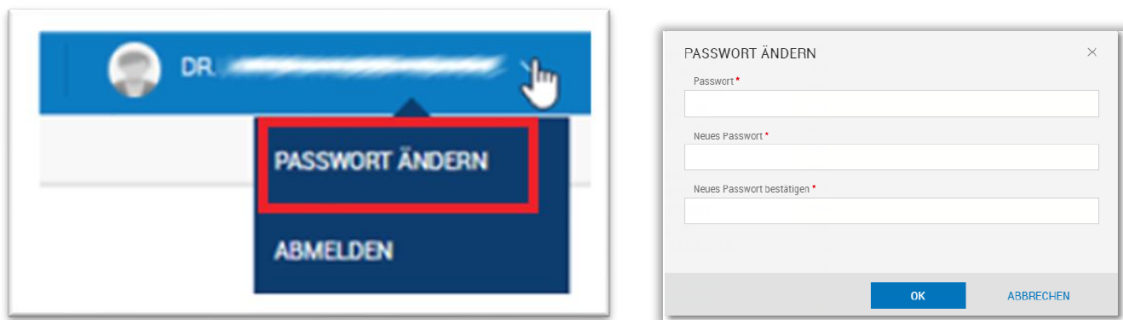 DR.
PASSWORT ÄNDERN
ABMELDEN
PASSWORT ÄNDERN
Passwort *
Neues Passwort *
Neues Passwort bestätigen *
OK ABBRECHEN